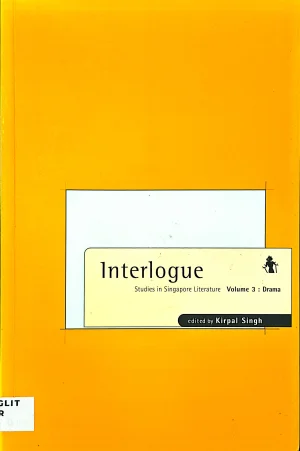 Interlogue
Studies in Singapore Literature Volume 3 : Drama
edited by Kirpal Singh
GLIT
R